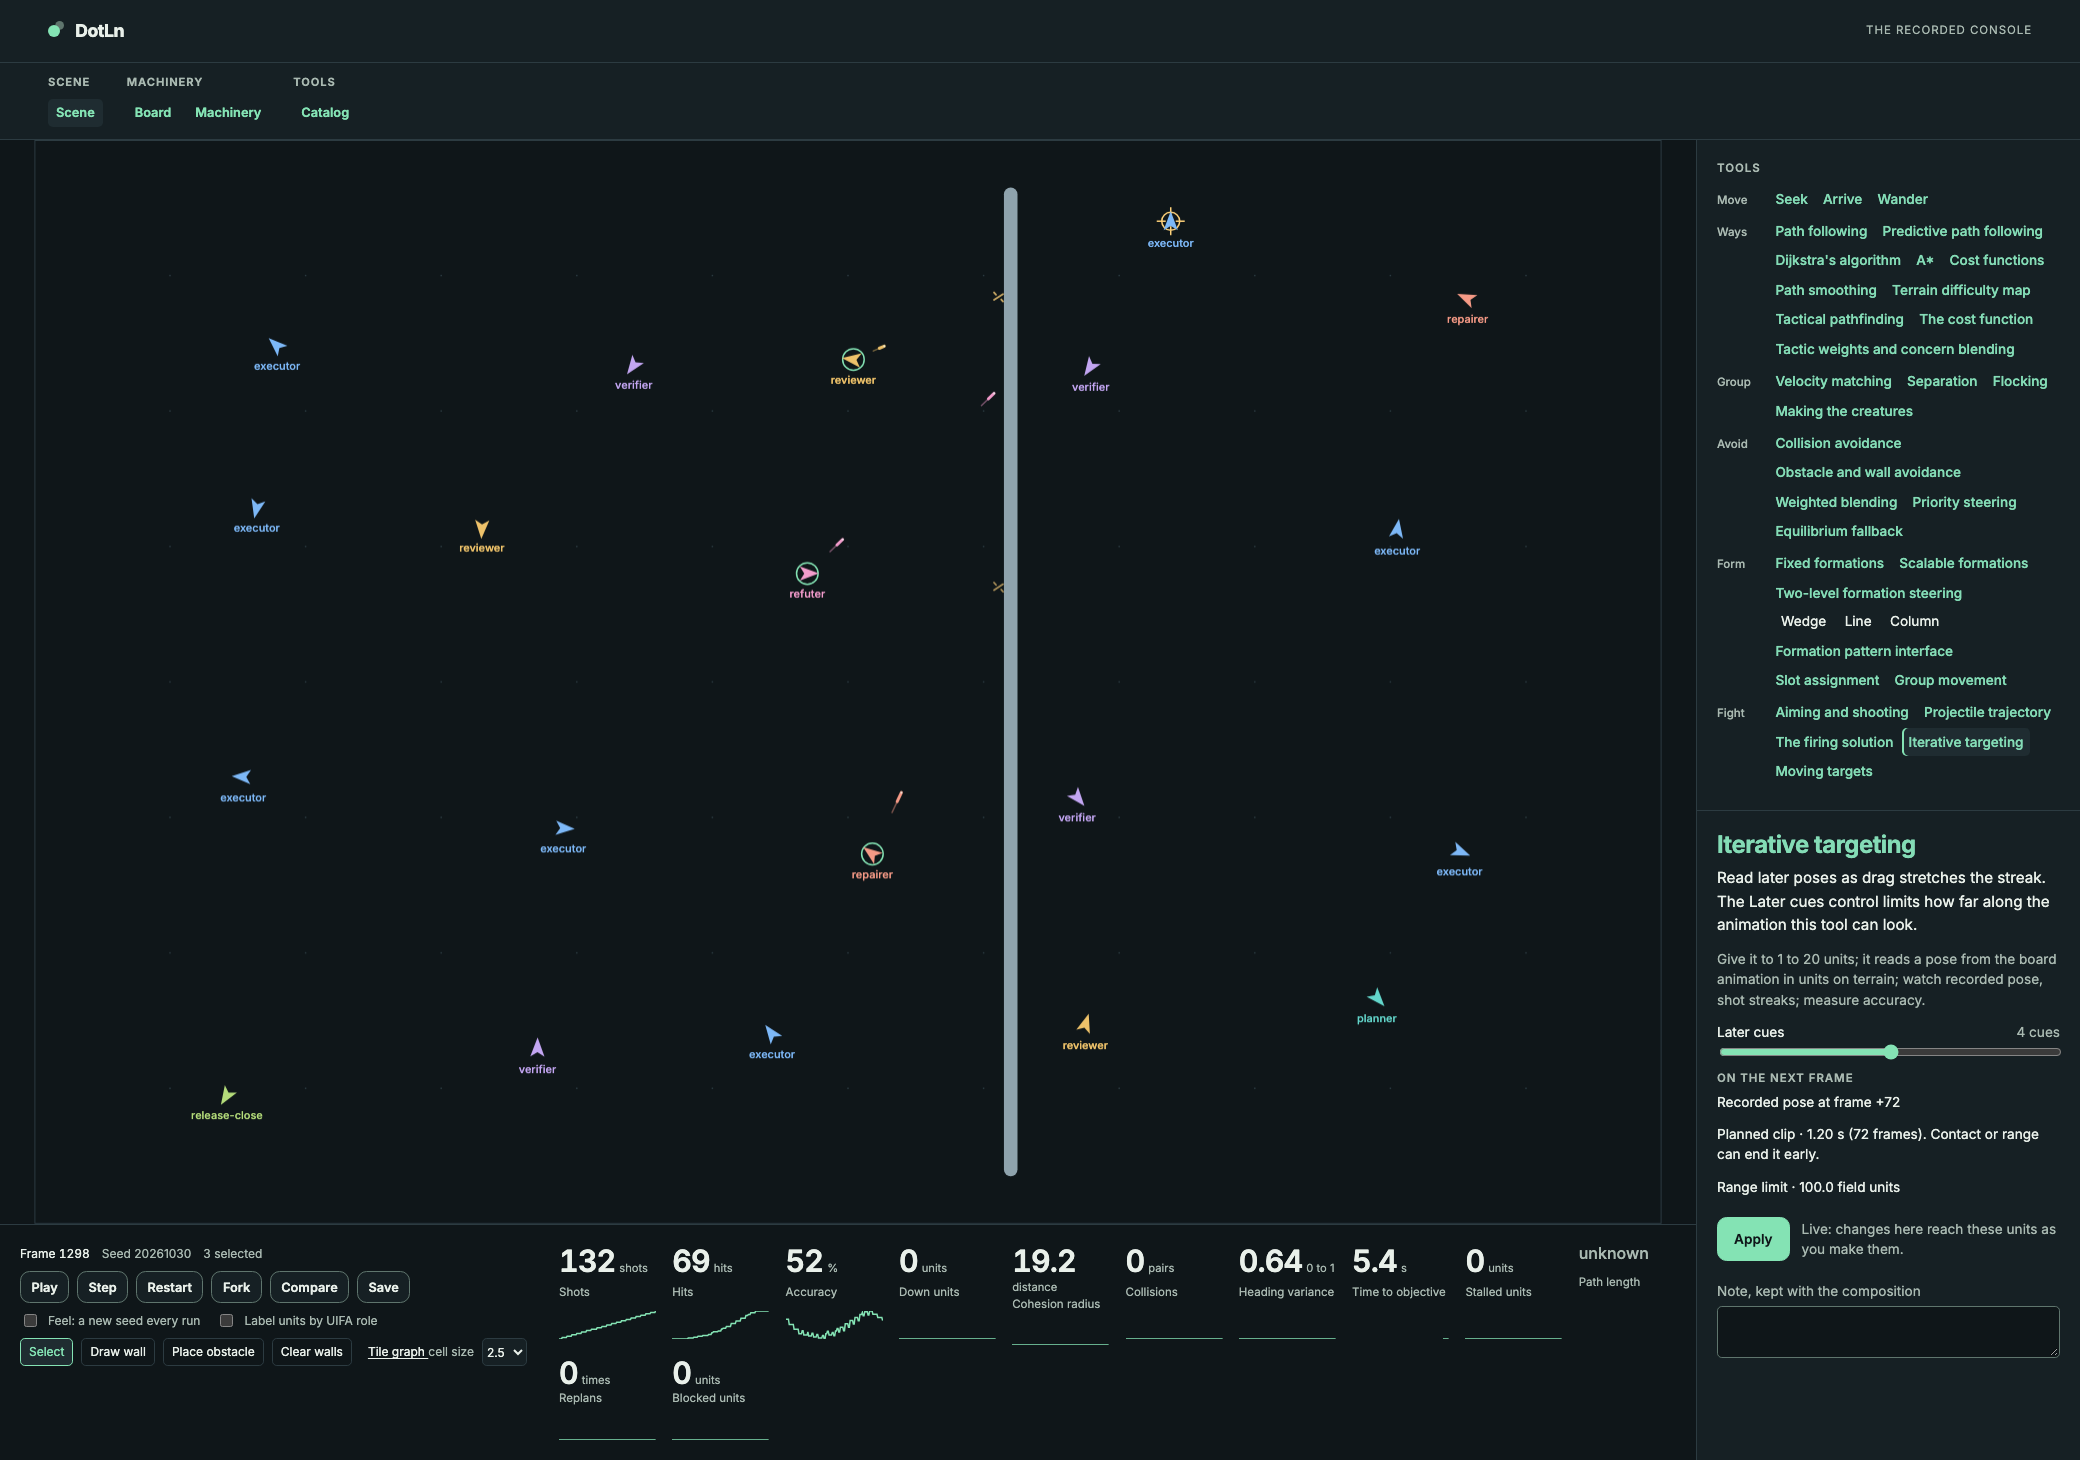 DotLn
THE RECORDED CONSOLE
SCENE MACHINERY TOOLS
Scene Board Machinery Catalog
executor
repairer
executor
verifier
reviewer
verifier
executor
reviewer
refuter
executor
executor
executor
verifier
repairer
executor
planner
reviewer
verifier
executor
release-close
TOOLS
Move Seek Arrive Wander
Ways Path following Predictive path following
Dijkstra's algorithm A* Cost functions
Path smoothing Terrain difficulty map
Tactical pathfinding The cost function
Tactic weights and concern blending
Group Velocity matching Separation Flocking
Making the creatures
Avoid Collision avoidance
Obstacle and wall avoidance
Weighted blending Priority steering
Equilibrium fallback
Form Fixed formations Scalable formations
Two-level formation steering
Wedge Line Column
Formation pattern interface
Slot assignment Group movement
Fight Aiming and shooting Projectile trajectory
The firing solution Iterative targeting
Moving targets
Iterative targeting
Read later poses as drag stretches the streak.
The Later cues control limits how far along the
animation this tool can look.
Give it to 1 to 20 units; it reads a pose from the board
animation in units on terrain; watch recorded pose,
shot streaks; measure accuracy.
Later cues 4 cues
ON THE NEXT FRAME
Recorded pose at frame +72
Planned clip · 1.20 s (72 frames). Contact or range
can end it early.
Range limit · 100.0 field units
Apply
Live: changes here reach these units as
you make them.
Note, kept with the composition
Frame 1298 Seed 20261030 3 selected
Play Step Restart Fork Compare Save
Feel: a new seed every run Label units by UIFA role
Select Draw wall Place obstacle Clear walls Tile graph cell size 2.5
132 shots
Shots
69 hits
Hits
52 %
Accuracy
0 units
Down units
19.2
distance
Cohesion radius
0 pairs
Collisions
0.64 0 to 1
Heading variance
5.4 s
Time to objective
0 units
Stalled units
unknown
Path length
0 times
Replans
0 units
Blocked units